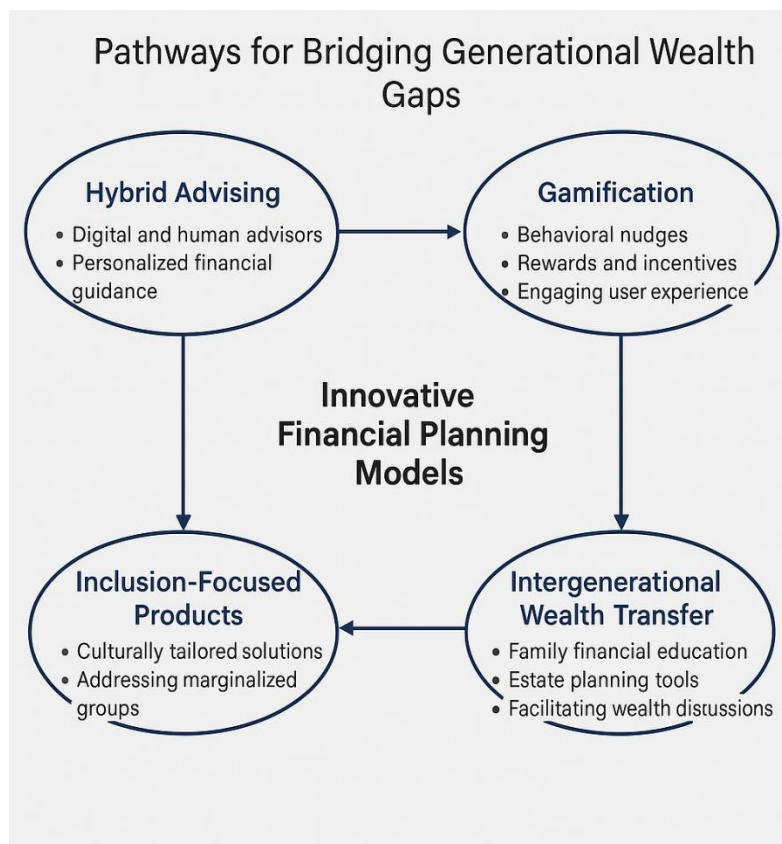 Pathways for Bridging Generational Wealth
Gaps
Hybrid Advising
• Digital and human advisors
• Personalized financial
guidance
Gamification
• Behavioral nudges
• Rewards and incentives
• Engaging user experience
Innovative
Financial Planning
Models
Inclusion-Focused
Products
• Culturally tailored solutions
• Addressing marginalized
groups
Intergenerational
Wealth Transfer
• Family financial education
• Estate planning tools
• Facilitating wealth discussions